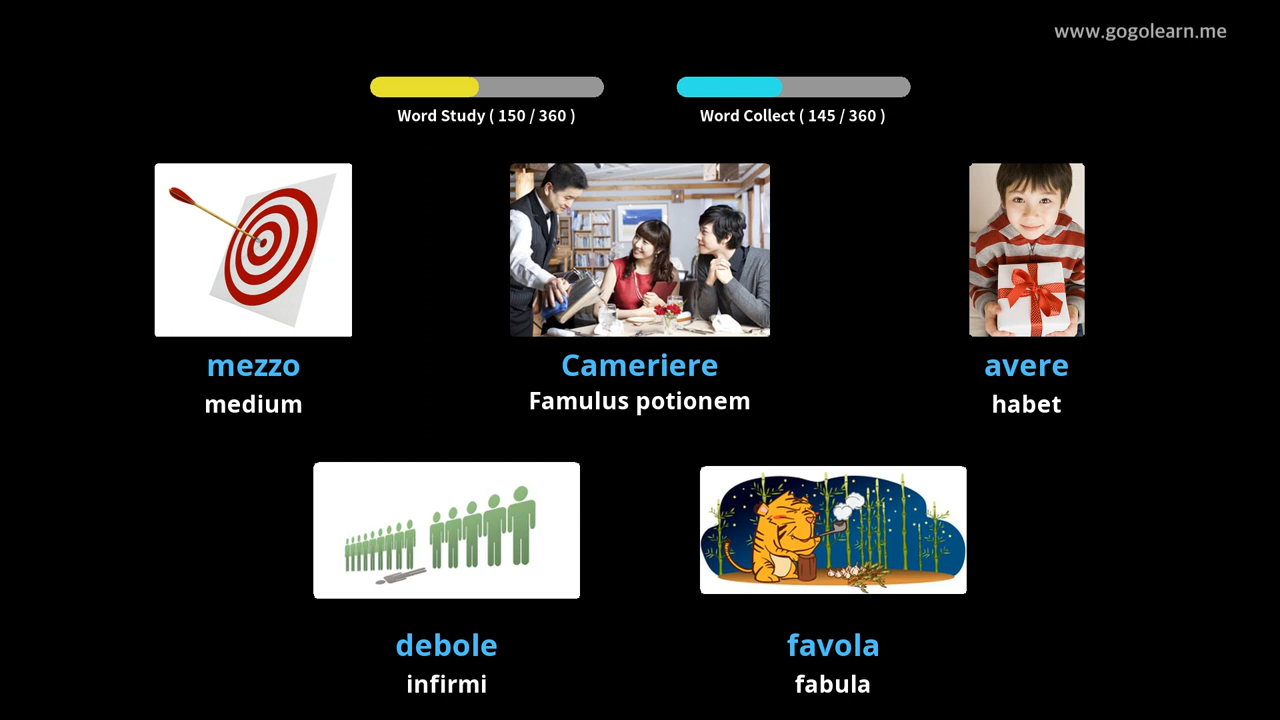 www.gogolearn.me
Word Study ( 150 / 360 )
Word Collect ( 145 / 360 )
mezzo
medium
Cameriere
Famulus potionem
avere
habet
debole
infirmi
favola
fabula